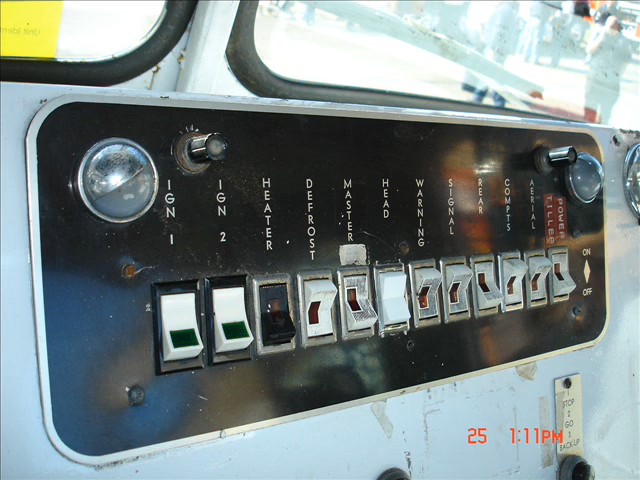 IGN 1
IGN 2
HEATER
DEFROST
MASTER
HEAD
WARNING
SIGNAL
REAR
COMPTS
AERIAL
POWER
TILLER
ON
OFF
1
STOP
2
GO
3
BACK UP
25 1:11PM